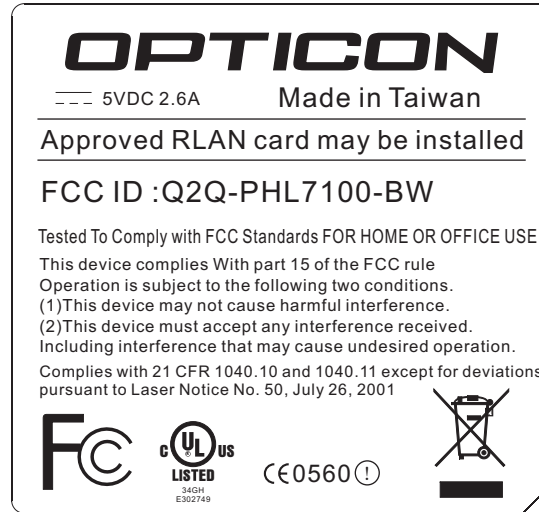 OPTICON
5VDC 2.6A Made in Taiwan
Approved RLAN card may be installed
FCC ID :Q2Q-PHL7100-BW
Tested To Comply with FCC Standards FOR HOME OR OFFICE USE
This device complies With part 15 of the FCC rule
Operation is subject to the following two conditions.
(1)This device may not cause harmful interference.
(2)This device must accept any interference received.
Including interference that may cause undesired operation.
Complies with 21 CFR 1040.10 and 1040.11 except for deviations
pursuant to Laser Notice No. 50, July 26, 2001
FC
C UL US
®
LISTED
34GH
E302749
CE0560!